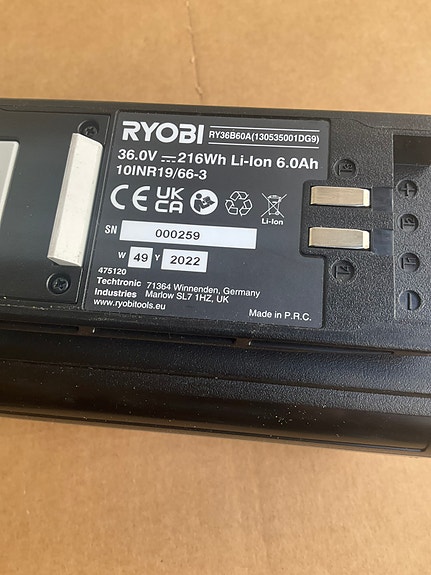 RYOBI RY36B60A(130535001DG9)
36.0V ⎓ 216Wh Li-Ion 6.0Ah
10INR19/66-3
CE UK CA
Li-Ion
SN 000259
W 49 Y 2022
475120
Techtronic 71364 Winnenden, Germany
Industries Marlow SL7 1HZ, UK
www.ryobitools.eu
Made in P.R.C.